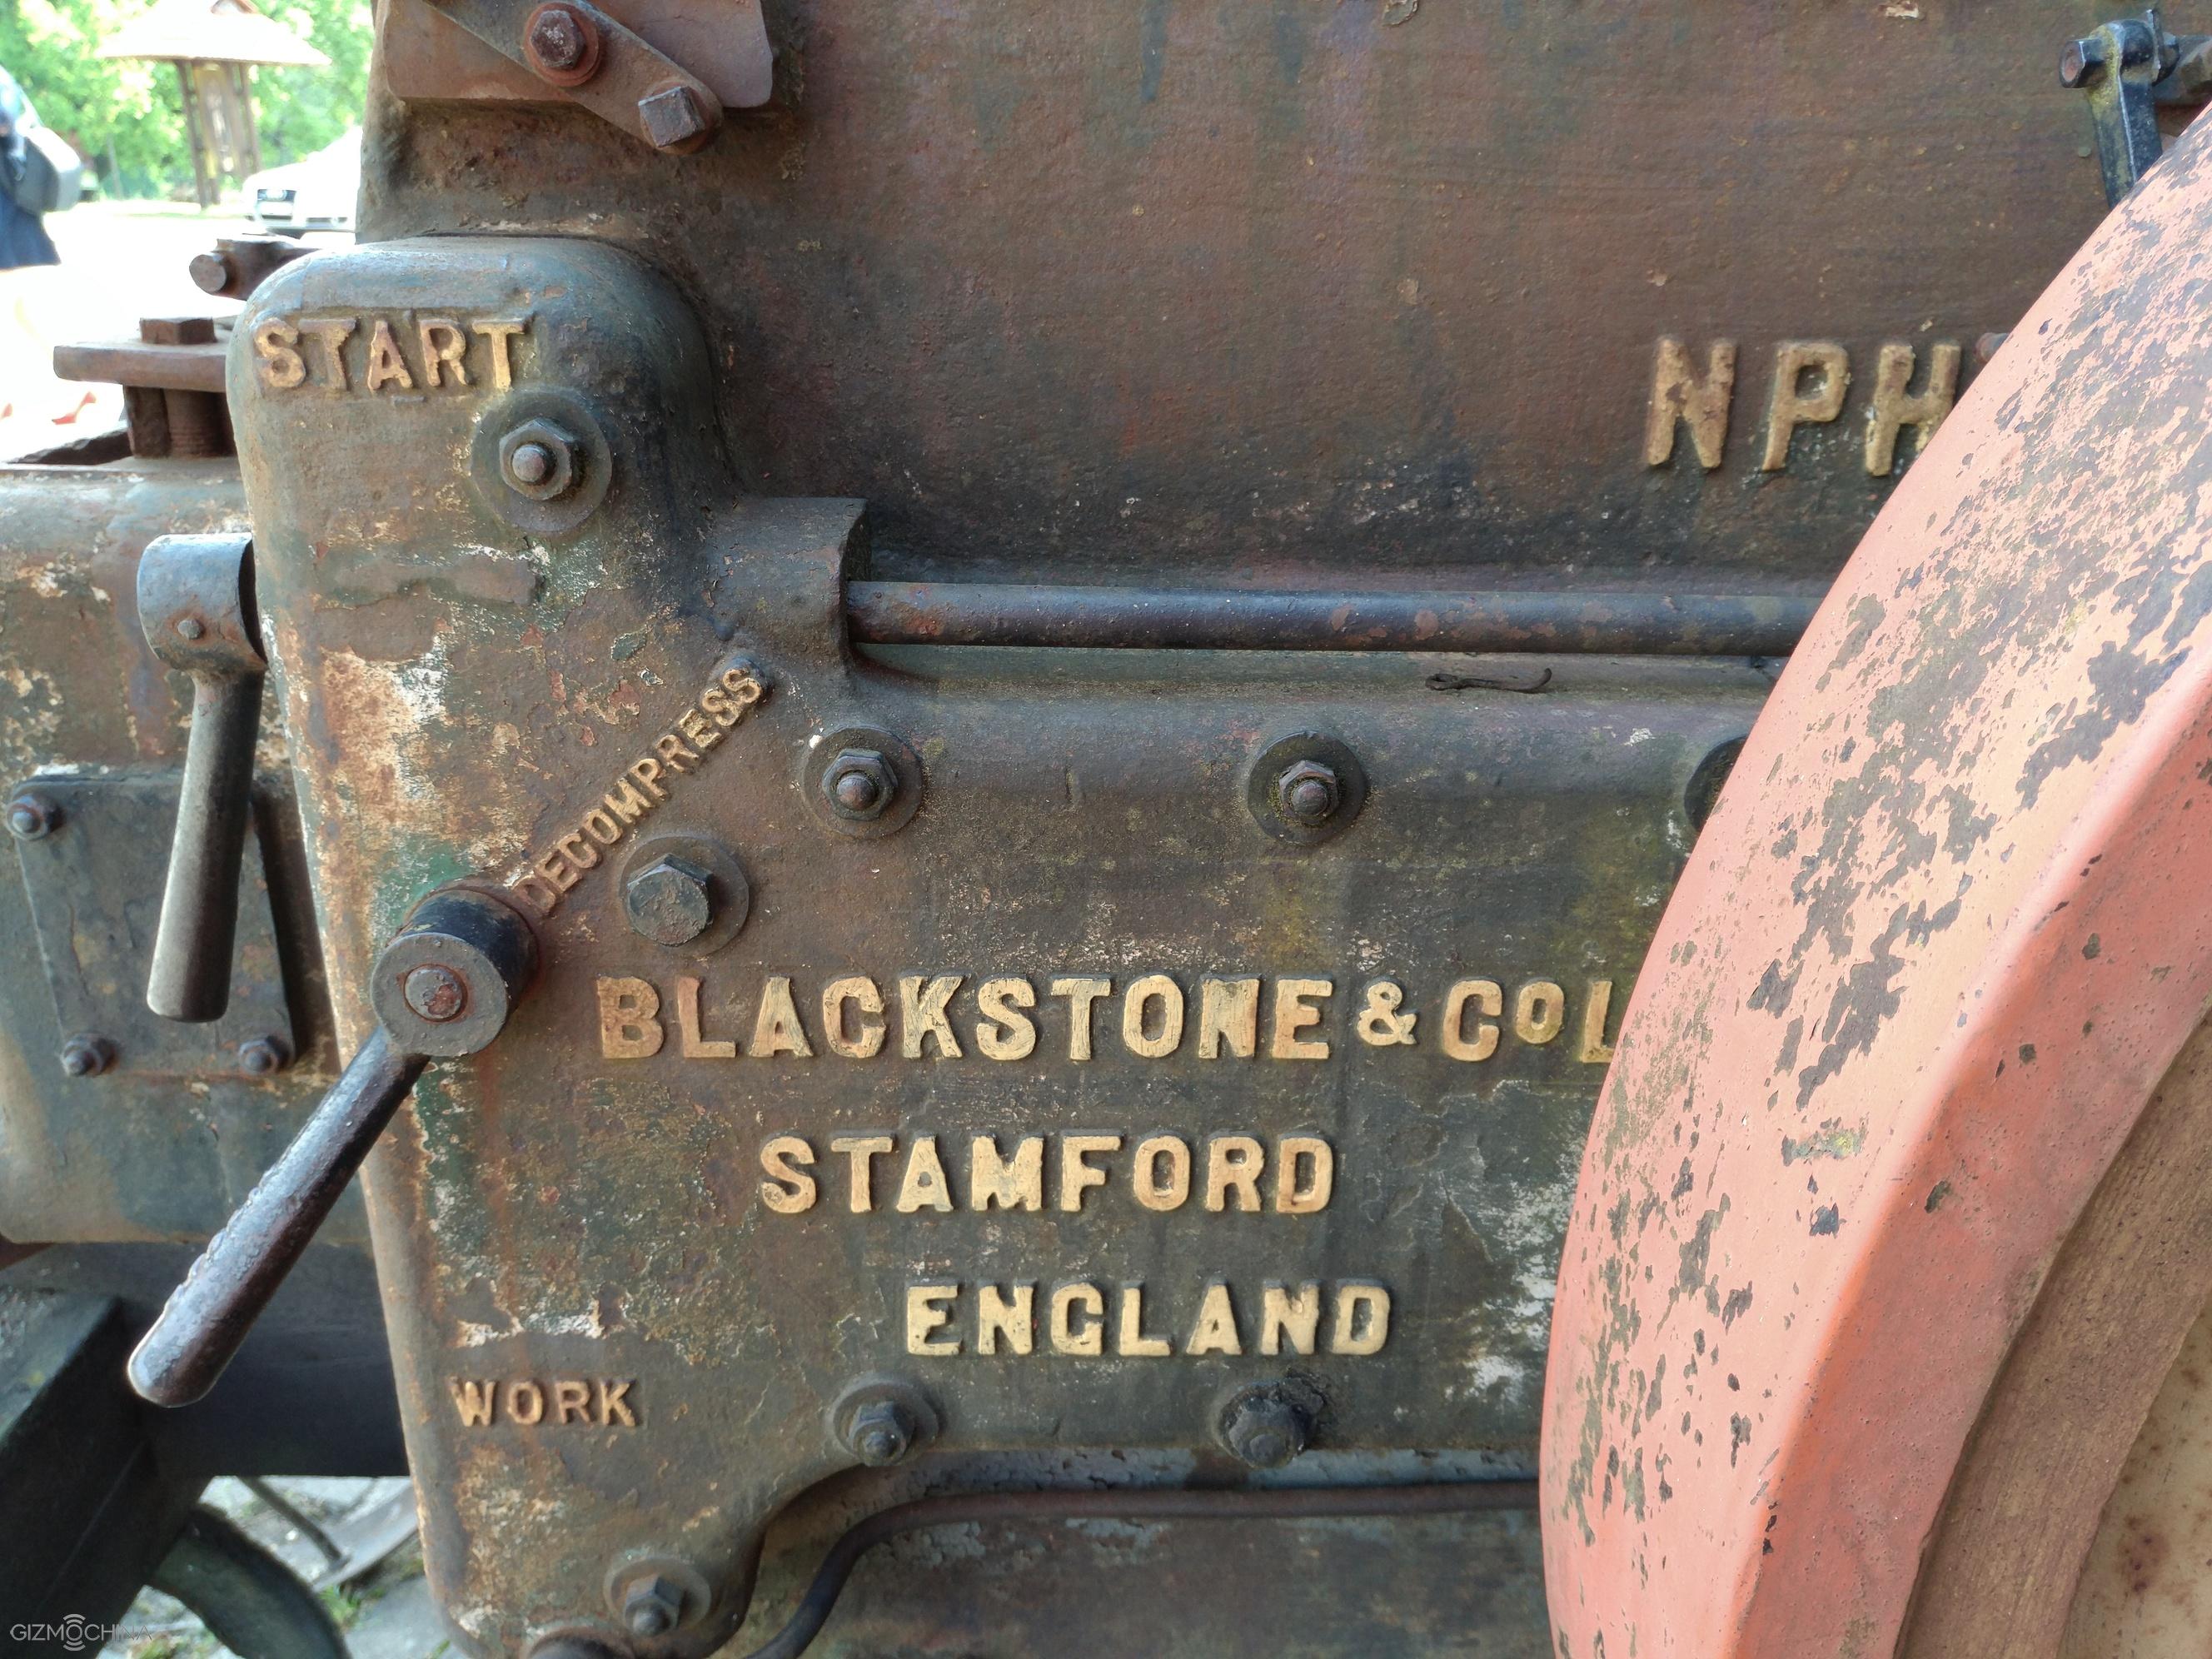 START
NPH
DECOMPRESS
BLACKSTONE & Co L
STAMFORD
ENGLAND
WORK
GIZMOCHINA